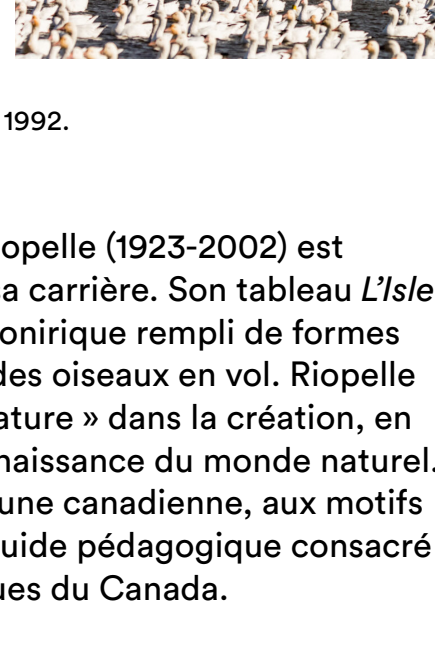 1992.
opelle (1923-2002) est
a carrière. Son tableau L’Isle
onirique rempli de formes
des oiseaux en vol. Riopelle
ature » dans la création, en
naissance du monde naturel.
une canadienne, aux motifs
uide pédagogique consacré
ues du Canada.